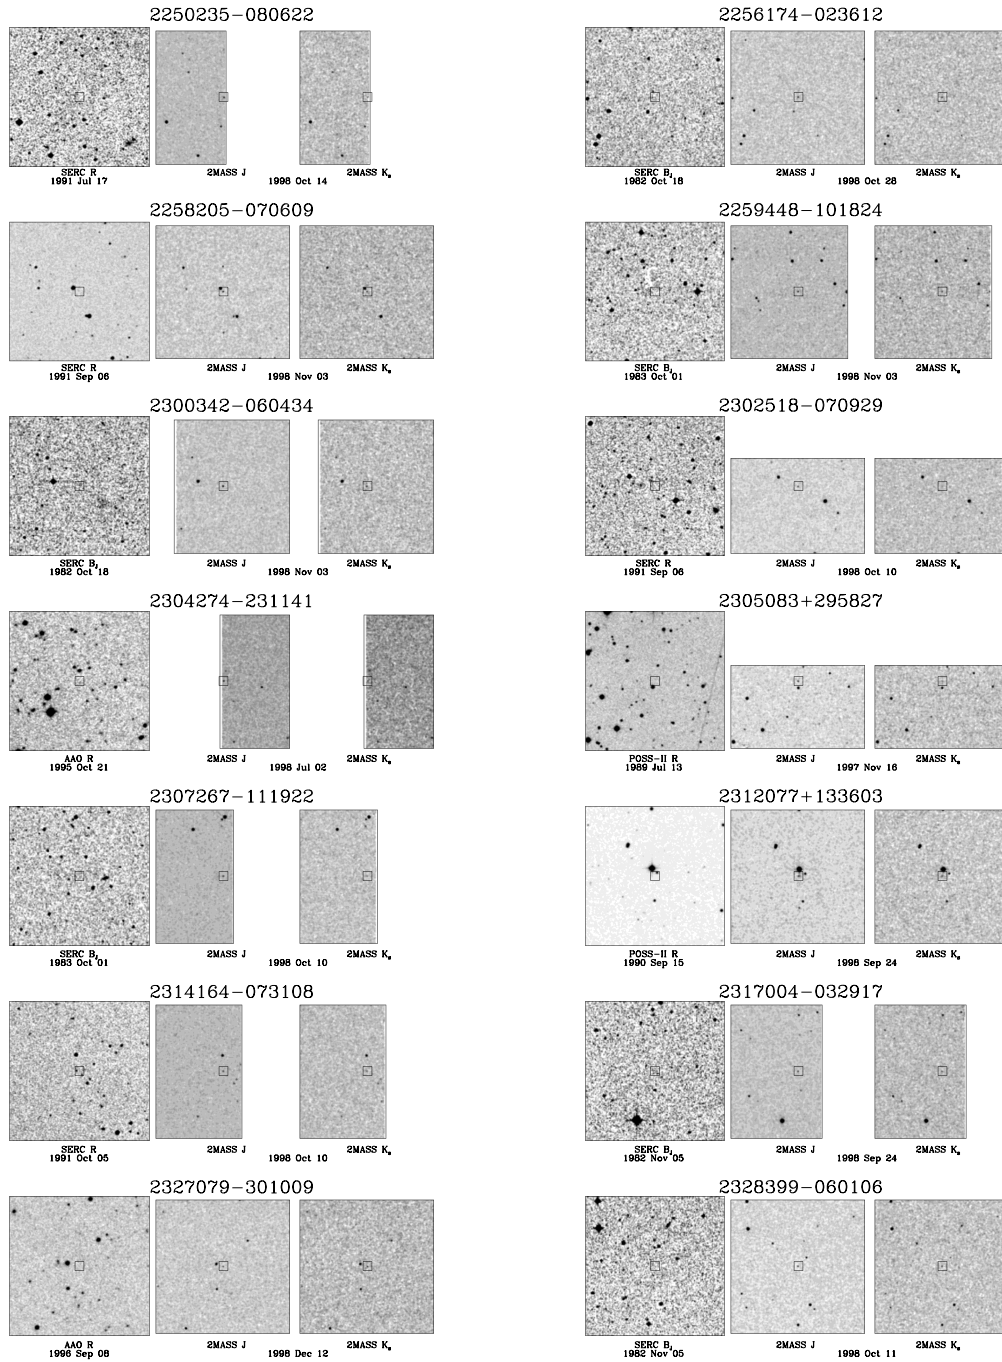 2250235−080622
SERC R
1991 Jul 17
2MASS J
1998 Oct 14
2MASS Kₛ
2256174−023612
SERC B_J
1982 Oct 18
2MASS J
1998 Oct 28
2MASS Kₛ
2258205−070609
SERC R
1991 Sep 06
2MASS J
1998 Nov 03
2MASS Kₛ
2259448−101824
SERC B_J
1983 Oct 01
2MASS J
1998 Nov 03
2MASS Kₛ
2300342−060434
SERC B_J
1982 Oct 18
2MASS J
1998 Nov 03
2MASS Kₛ
2302518−070929
SERC R
1991 Sep 06
2MASS J
1998 Oct 10
2MASS Kₛ
2304274−231141
AAO R
1995 Oct 21
2MASS J
1998 Jul 02
2MASS Kₛ
2305083+295827
POSS−II R
1989 Jul 13
2MASS J
1997 Nov 16
2MASS Kₛ
2307267−111922
SERC B_J
1983 Oct 01
2MASS J
1998 Oct 10
2MASS Kₛ
2312077+133603
POSS−II R
1990 Sep 15
2MASS J
1998 Sep 24
2MASS Kₛ
2314164−073108
SERC R
1991 Oct 05
2MASS J
1998 Oct 10
2MASS Kₛ
2317004−032917
SERC B_J
1982 Nov 05
2MASS J
1998 Sep 24
2MASS Kₛ
2327079−301009
AAO R
1996 Sep 08
2MASS J
1998 Dec 12
2MASS Kₛ
2328399−060106
SERC B_J
1982 Nov 05
2MASS J
1998 Oct 11
2MASS Kₛ